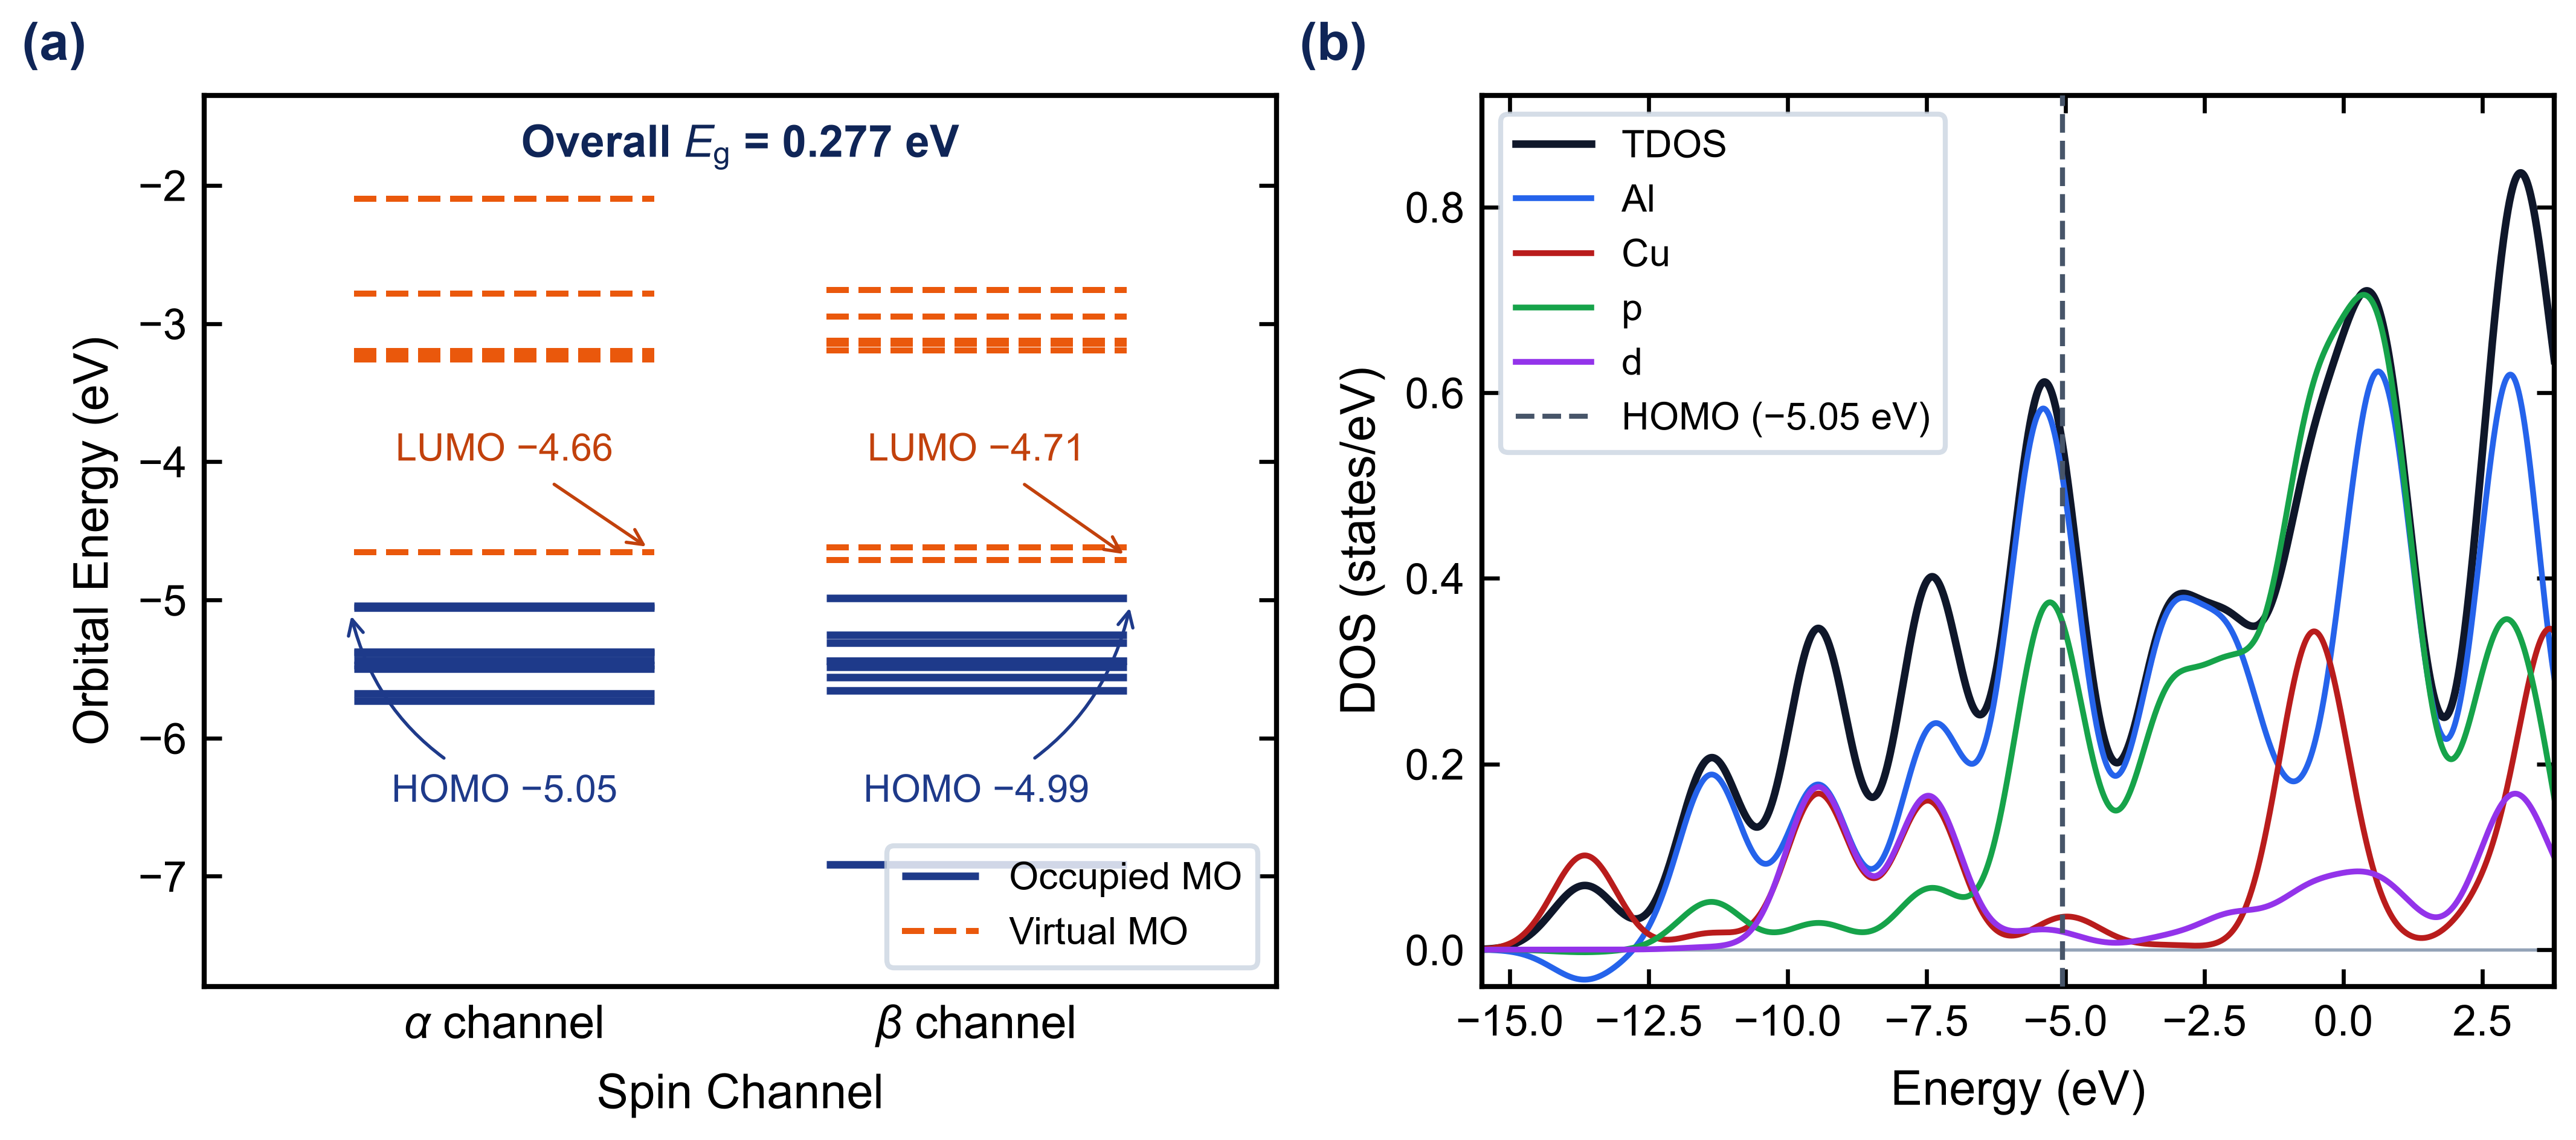 (a)
Overall Eg = 0.277 eV
Orbital Energy (eV)
−2
−3
−4
−5
−6
−7
LUMO −4.66
LUMO −4.71
HOMO −5.05
HOMO −4.99
Occupied MO
Virtual MO
α channel
β channel
Spin Channel
(b)
TDOS
Al
Cu
p
d
HOMO (−5.05 eV)
DOS (states/eV)
0.8
0.6
0.4
0.2
0.0
−15.0 −12.5 −10.0 −7.5 −5.0 −2.5 0.0 2.5
Energy (eV)